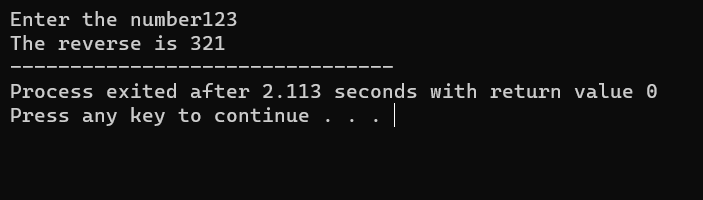 Enter the number123
The reverse is 321
--------------------------------
Process exited after 2.113 seconds with return value 0
Press any key to continue . . .